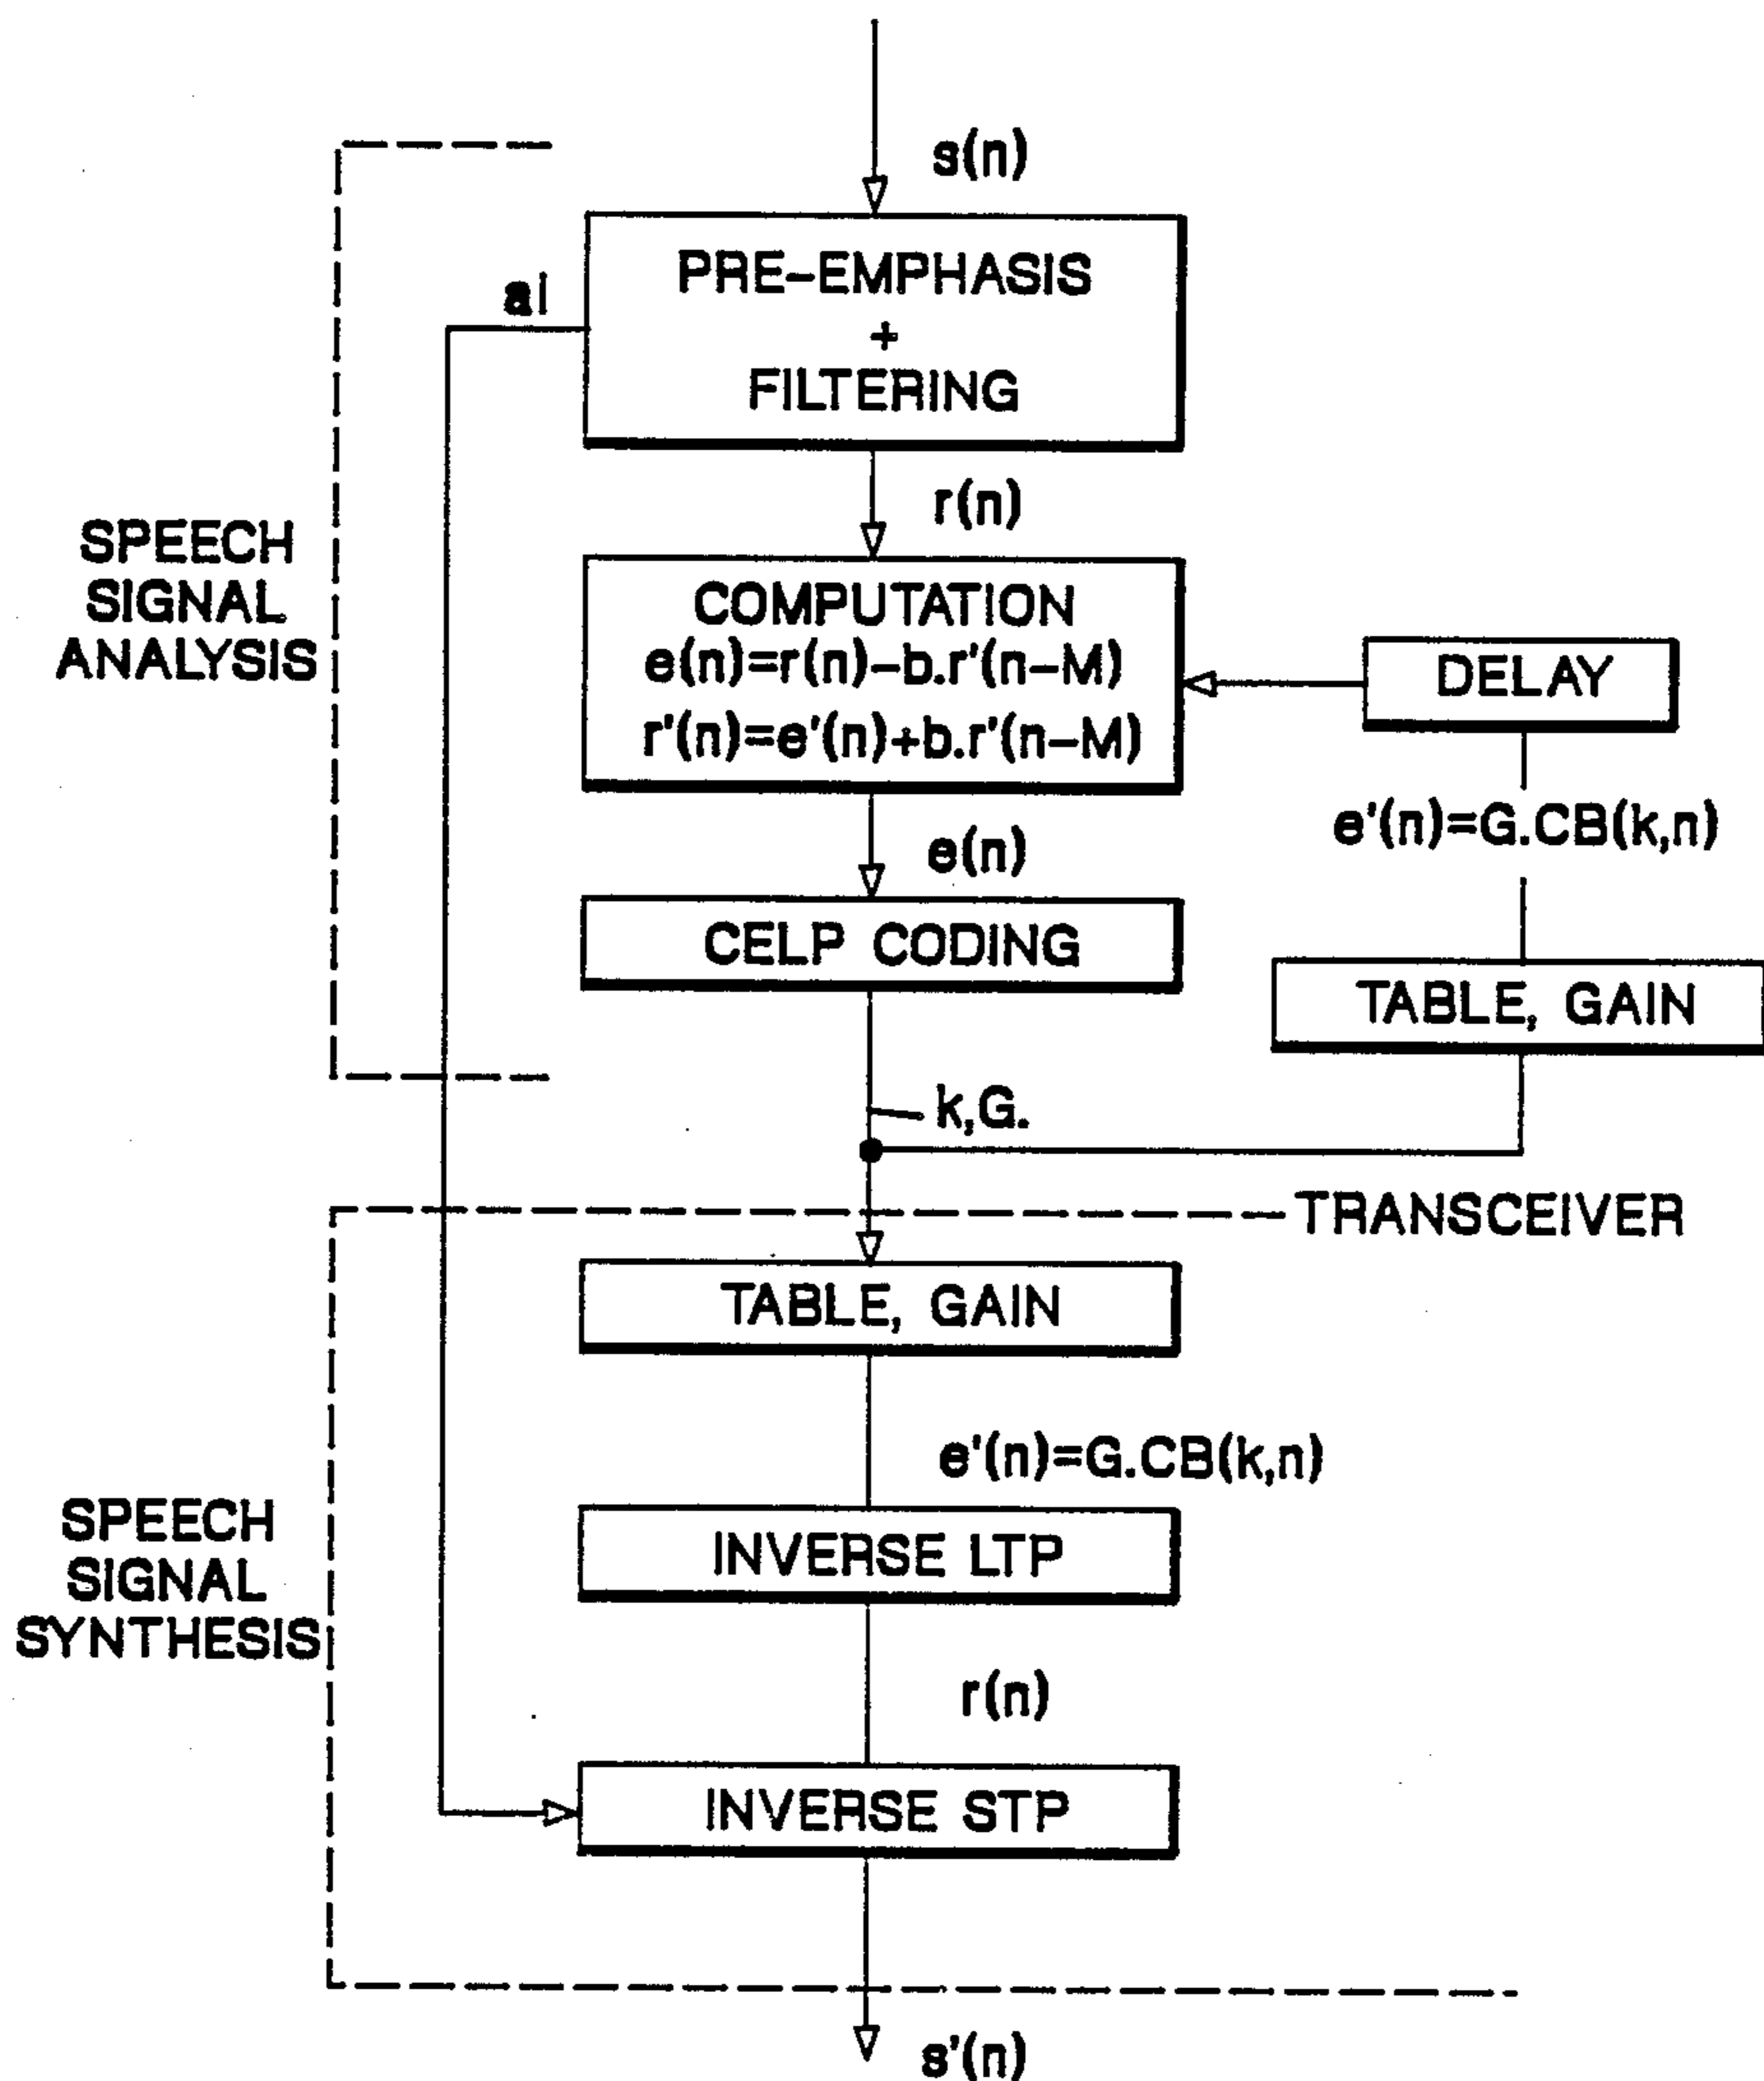 s(n)
ai
PRE-EMPHASIS
+
FILTERING
r(n)
SPEECH
SIGNAL
ANALYSIS
COMPUTATION
e(n)=r(n)-b.r'(n-M)
r'(n)=e'(n)+b.r'(n-M)
DELAY
e'(n)=G.CB(k,n)
e(n)
CELP CODING
TABLE, GAIN
k,G.
TRANSCEIVER
TABLE, GAIN
e'(n)=G.CB(k,n)
SPEECH
SIGNAL
SYNTHESIS
INVERSE LTP
r(n)
INVERSE STP
s'(n)